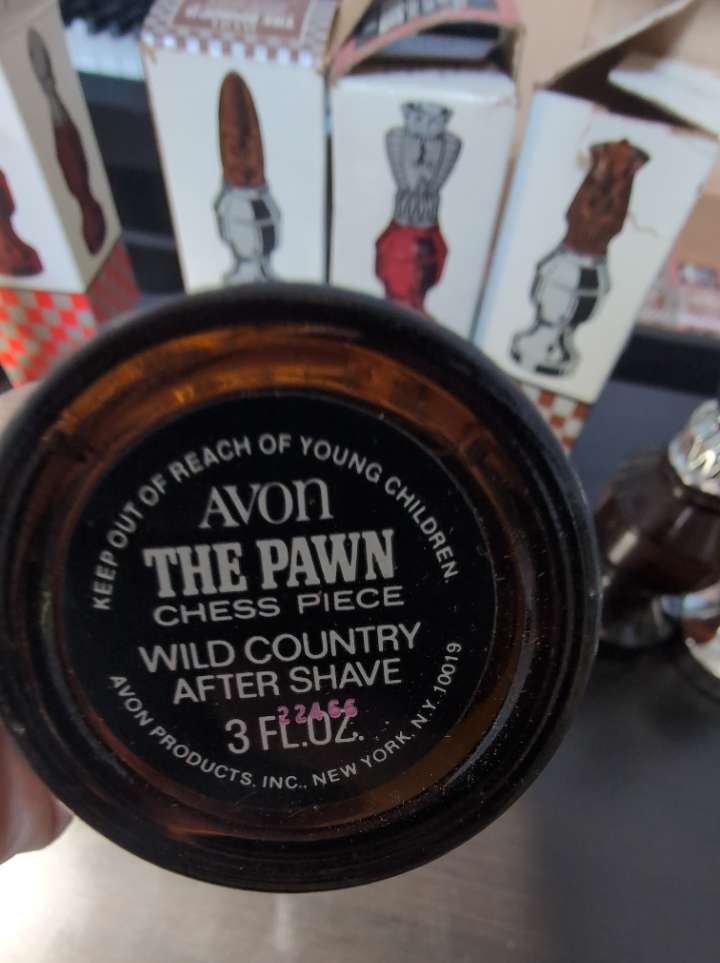 KEEP OUT OF REACH OF YOUNG CHILDREN.
AVON
THE PAWN
CHESS PIECE
WILD COUNTRY
AFTER SHAVE
22466
3 FL.OZ.
AVON PRODUCTS, INC., NEW YORK, N.Y. 10019